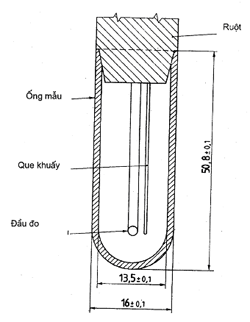 Ruột
Ống mẫu
Que khuấy
50,8±0,1
Đầu đo
13,5±0,1
16±0,1